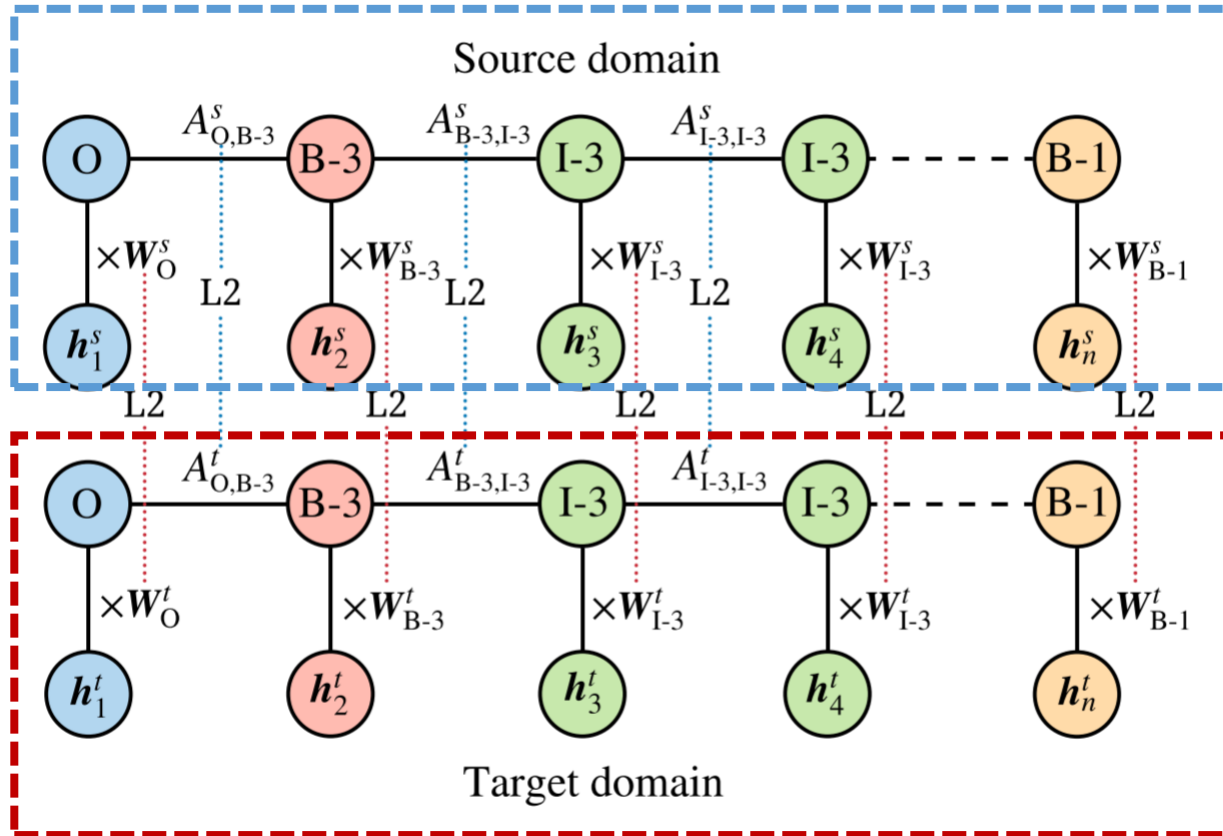 Source domain
A^s_{O,B-3} A^s_{B-3,I-3} A^s_{I-3,I-3}
O B-3 I-3 I-3 B-1
×W^s_O ×W^s_{B-3} ×W^s_{I-3} ×W^s_{I-3} ×W^s_{B-1}
L2 L2
h^s_1 h^s_2 h^s_3 h^s_4 h^s_n
L2 L2 L2 L2 L2
A^t_{O,B-3} A^t_{B-3,I-3} A^t_{I-3,I-3}
O B-3 I-3 I-3 B-1
×W^t_O ×W^t_{B-3} ×W^t_{I-3} ×W^t_{I-3} ×W^t_{B-1}
h^t_1 h^t_2 h^t_3 h^t_4 h^t_n
Target domain